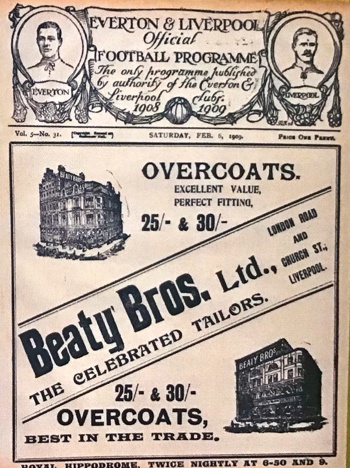 EVERTON & LIVERPOOL
Official
FOOTBALL PROGRAMME
The only programme published
by authority of the Everton &
Liverpool Clubs.
1908 1909
EVERTON
LIVERPOOL
Vol. 5—No. 31.
SATURDAY, FEB. 6, 1909.
PRICE ONE PENNY.
OVERCOATS.
EXCELLENT VALUE,
PERFECT FITTING,
25/- & 30/-
LONDON ROAD
AND
CHURCH ST.,
LIVERPOOL.
Beaty Bros. Ltd.,
THE CELEBRATED TAILORS.
BEATY BROS
25/- & 30/-
OVERCOATS,
BEST IN THE TRADE.
ROYAL HIPPODROME, TWICE NIGHTLY AT 6-50 AND 9.